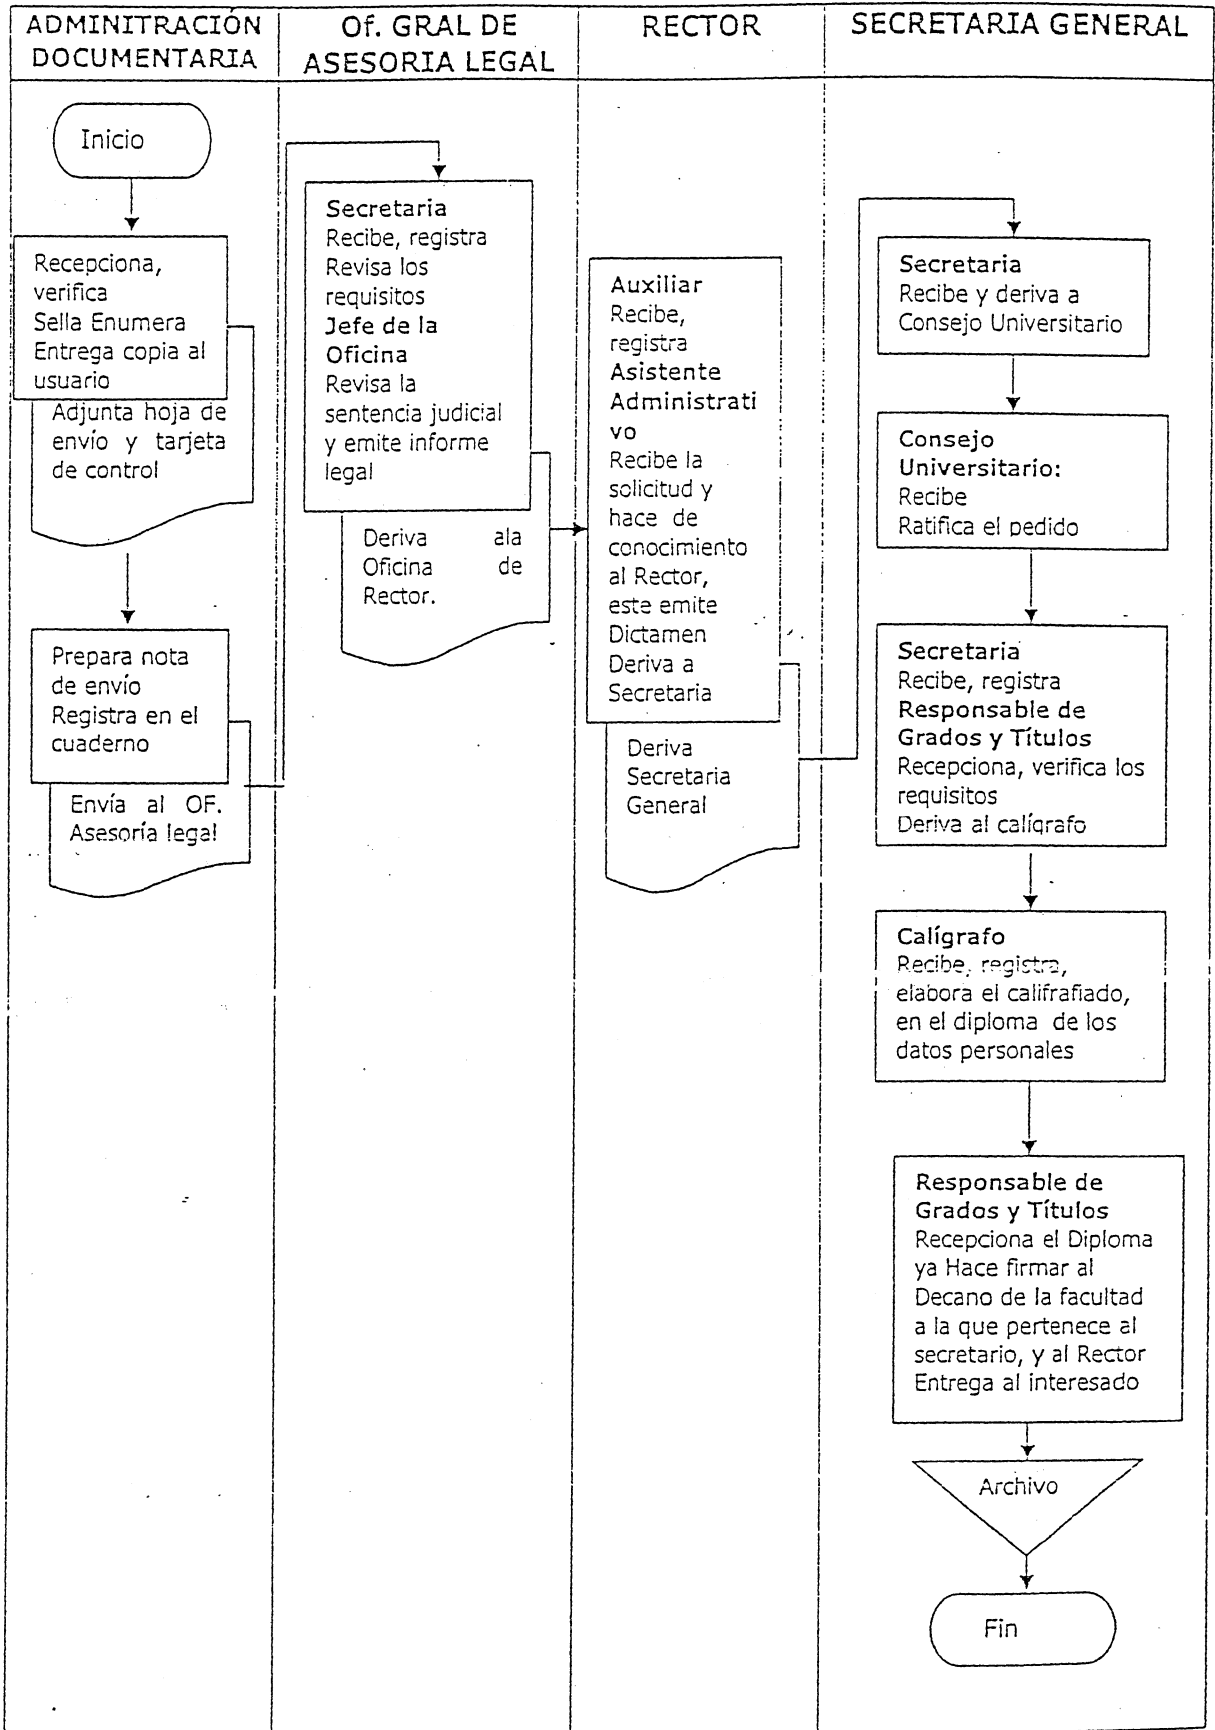 ADMINITRACIÓN
DOCUMENTARIA
Of. GRAL DE
ASESORIA LEGAL
RECTOR
SECRETARIA GENERAL
Inicio
Recepciona,
verifica
Sella Enumera
Entrega copia al
usuario
Adjunta hoja de
envío y tarjeta
de control
Prepara nota
de envío
Registra en el
cuaderno
Envía al OF.
Asesoría legal
Secretaria
Recibe, registra
Revisa los
requisitos
Jefe de la
Oficina
Revisa la
sentencia judicial
y emite informe
legal
Deriva ala
Oficina de
Rector.
Auxiliar
Recibe,
registra
Asistente
Administrati
vo
Recibe la
solicitud y
hace de
conocimiento
al Rector,
este emite
Dictamen
Deriva a
Secretaria
Deriva
Secretaria
General
Secretaria
Recibe y deriva a
Consejo Universitario
Consejo
Universitario:
Recibe
Ratifica el pedido
Secretaria
Recibe, registra
Responsable de
Grados y Títulos
Recepciona, verifica los
requisitos
Deriva al calígrafo
Calígrafo
Recibe, registra,
elabora el califrafiado,
en el diploma de los
datos personales
Responsable de
Grados y Títulos
Recepciona el Diploma
ya Hace firmar al
Decano de la facultad
a la que pertenece al
secretario, y al Rector
Entrega al interesado
Archivo
Fin